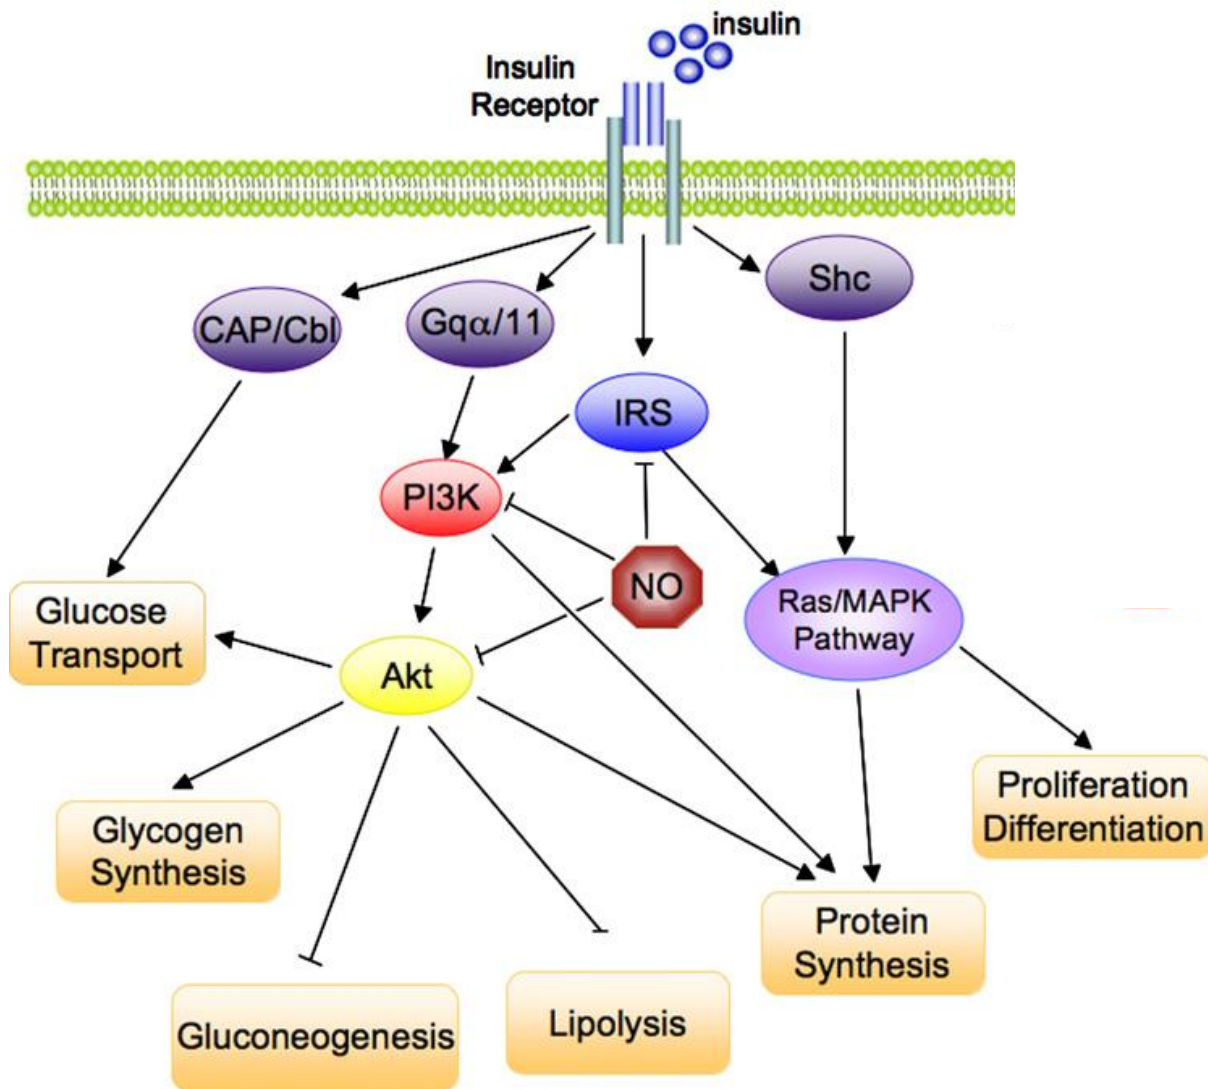 insulin
Insulin
Receptor
Shc
CAP/Cbl
Gqα/11
IRS
PI3K
NO
Ras/MAPK
Pathway
Glucose
Transport
Akt
Proliferation
Differentiation
Glycogen
Synthesis
Protein
Synthesis
Gluconeogenesis
Lipolysis